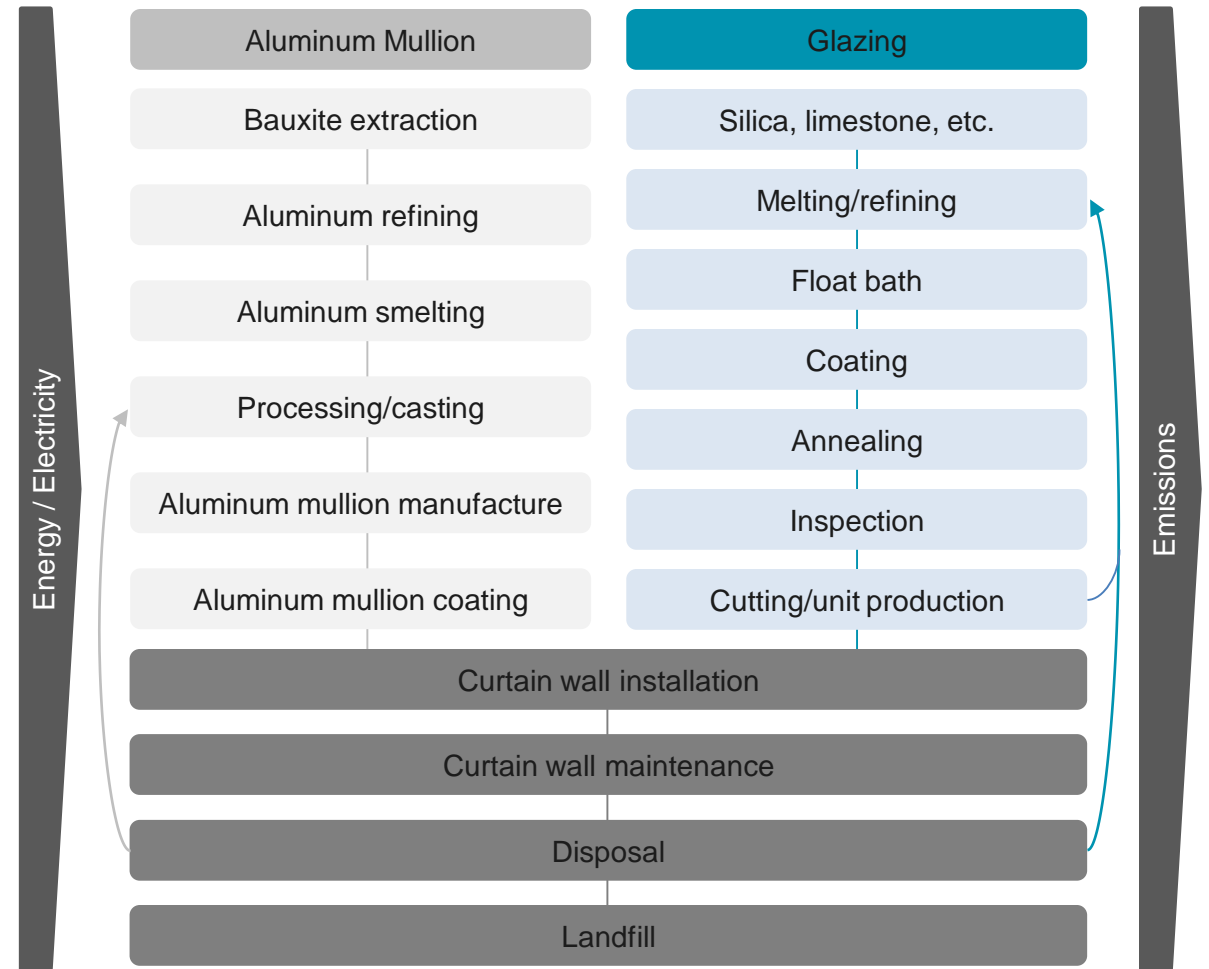 Aluminum Mullion
Glazing
Bauxite extraction
Aluminum refining
Aluminum smelting
Processing/casting
Aluminum mullion manufacture
Aluminum mullion coating
Silica, limestone, etc.
Melting/refining
Float bath
Coating
Annealing
Inspection
Cutting/unit production
Curtain wall installation
Curtain wall maintenance
Disposal
Landfill
Energy / Electricity
Emissions